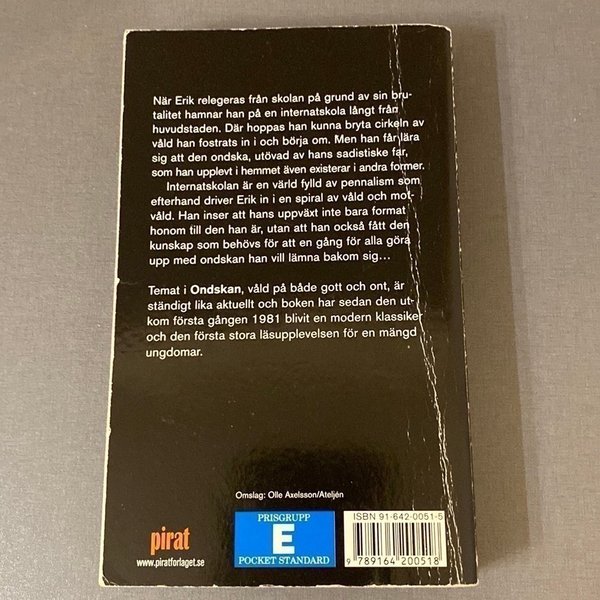 När Erik relegeras från skolan på grund av sin bru-
talitet hamnar han på en internatskola långt från
huvudstaden. Där hoppas han kunna bryta cirkeln av
våld han fostrats in i och börja om. Men han får lära
sig att den ondska, utövad av hans sadistiske far,
som han upplevt i hemmet även existerar i andra former.
Internatskolan är en värld fylld av pennalism som
efterhand driver Erik in i en spiral av våld och mot-
våld. Han inser att hans uppväxt inte bara format
honom till den han är, utan att han också fått den
kunskap som behövs för att en gång för alla göra
upp med ondskan han vill lämna bakom sig...
Temat i Ondskan, våld på både gott och ont, är
ständigt lika aktuellt och boken har sedan den ut-
kom första gången 1981 blivit en modern klassiker
och den första stora läsupplevelsen för en mängd
ungdomar.
Omslag: Olle Axelsson/Ateljén
pirat
www.piratforlaget.se
PRISGRUPP
E
POCKET STANDARD
ISBN 91-642-0051-5
9 789164 200518